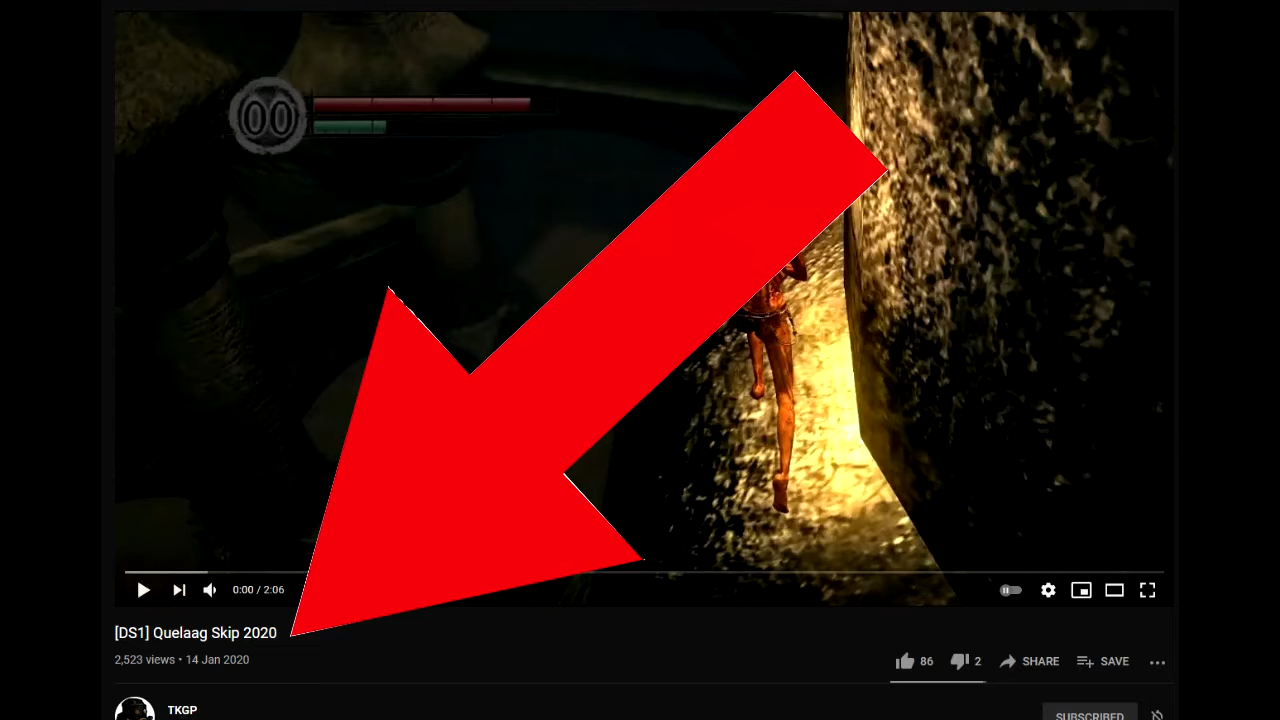 00
0:00 / 2:06
[DS1] Quelaag Skip 2020
2,523 views • 14 Jan 2020
86
2
SHARE
SAVE
TKGP
SUBSCRIBED